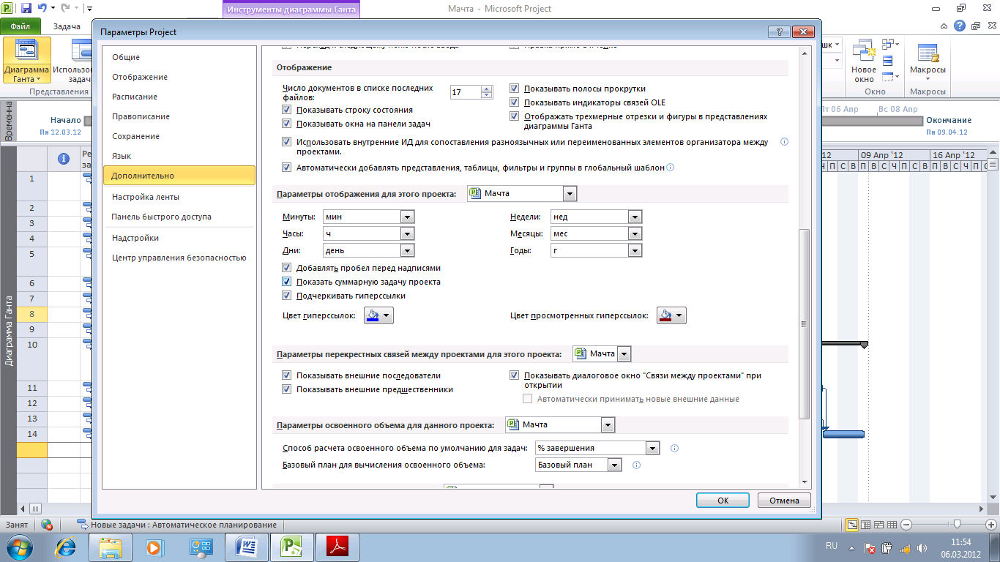 Инструменты диаграммы Ганта
Мачта - Microsoft Project
Файл
Задача
Параметры Project
Диаграмма
Ганта
Использов
задач
Представления
шк
Новое
окно
Окно
Макросы
Макросы
Общие
Отображение
Расписание
Правописание
Сохранение
Язык
Дополнительно
Настройка ленты
Панель быстрого доступа
Надстройки
Центр управления безопасностью
Отображение
Число документов в списке последних
файлов:
17
Показывать строку состояния
Показывать окна на панели задач
Показывать полосы прокрутки
Показывать индикаторы связей OLE
Отображать трехмерные отрезки и фигуры в представлениях
диаграммы Ганта
Использовать внутренние ИД для сопоставления разноязычных или переименованных элементов организатора между
проектами.
Автоматически добавлять представления, таблицы, фильтры и группы в глобальный шаблон
Параметры отображения для этого проекта: Мачта
Минуты: мин Недели: нед
Часы: ч Месяцы: мес
Дни: день Годы: г
Добавлять пробел перед надписями
Показать суммарную задачу проекта
Подчеркивать гиперссылки
Цвет гиперссылок: Цвет просмотренных гиперссылок:
Параметры перекрестных связей между проектами для этого проекта: Мачта
Показывать внешние последователи
Показывать внешние предшественники
Показывать диалоговое окно "Связи между проектами" при
открытии
Автоматически принимать новые внешние данные
Параметры освоенного объема для данного проекта: Мачта
Способ расчета освоенного объема по умолчанию для задач: % завершения
Базовый план для вычисления освоенного объема: Базовый план
ОК Отмена
Временна
Начало
Пн 12.03.12
Пт 06 Апр
Вс 08 Апр
Окончание
Пн 09.04.12
Диаграмма Ганта
Ре
за
12 09 Апр '12 16 Апр '12
Ч П С В П В С Ч П С В П В С Ч П С
1
2
3
4
5
6
7
8
9
10
11
12
13
14
Занят
Новые задачи : Автоматическое планирование
RU
11:54
06.03.2012